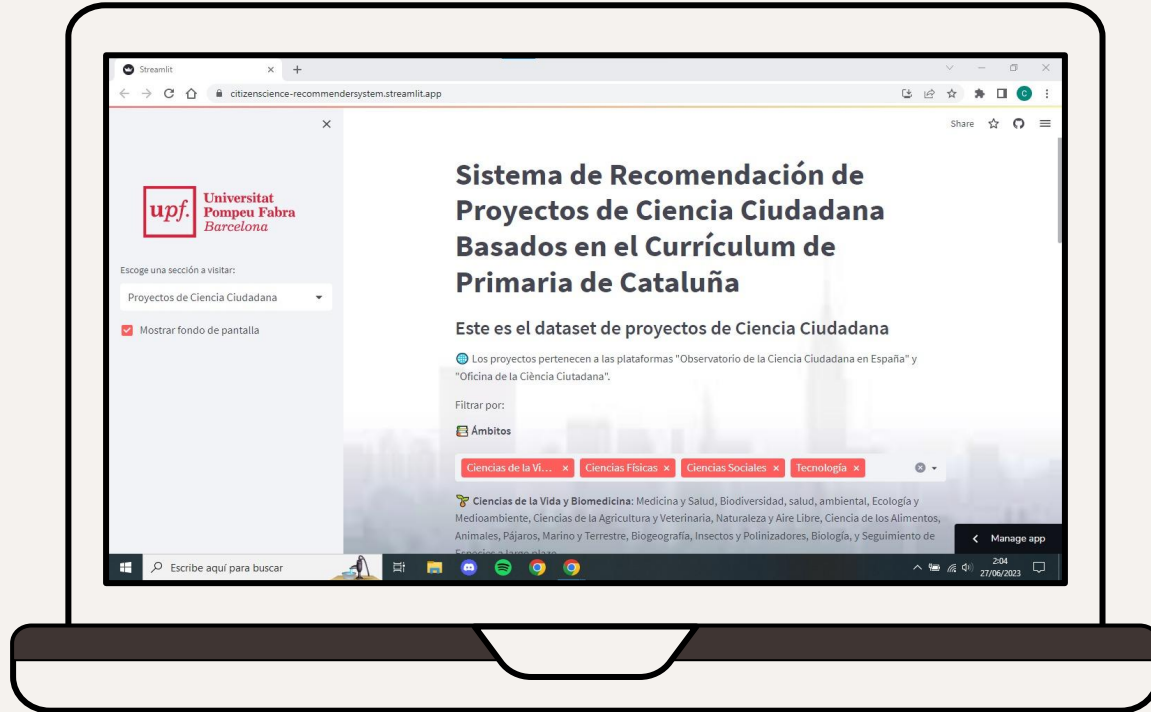 Streamlit
citizenscience-recommendersystem.streamlit.app
Share
upf.
Universitat
Pompeu Fabra
Barcelona
Escoge una sección a visitar:
Proyectos de Ciencia Ciudadana
Mostrar fondo de pantalla
Sistema de Recomendación de
Proyectos de Ciencia Ciudadana
Basados en el Currículum de
Primaria de Cataluña
Este es el dataset de proyectos de Ciencia Ciudadana
Los proyectos pertenecen a las plataformas "Observatorio de la Ciencia Ciudadana en España" y
"Oficina de la Ciència Ciutadana".
Filtrar por:
Ámbitos
Ciencias de la Vi... Ciencias Físicas Ciencias Sociales Tecnología
Ciencias de la Vida y Biomedicina: Medicina y Salud, Biodiversidad, salud, ambiental, Ecología y
Medioambiente, Ciencias de la Agricultura y Veterinaria, Naturaleza y Aire Libre, Ciencia de los Alimentos,
Animales, Pájaros, Marino y Terrestre, Biogeografía, Insectos y Polinizadores, Biología, y Seguimiento de
Especies a largo plazo
Manage app
Escribe aquí para buscar
2:04
27/06/2023